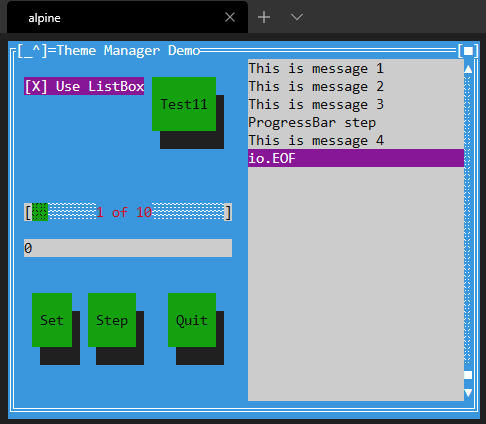 alpine
[_^]=Theme Manager Demo
[■]
[X] Use ListBox
Test11
This is message 1
This is message 2
This is message 3
ProgressBar step
This is message 4
io.EOF
[1 of 10]
0
Set
Step
Quit